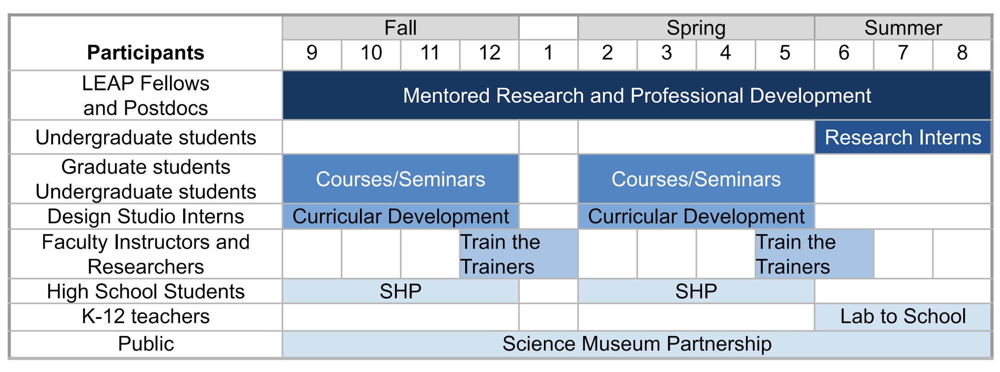 Fall Spring Summer
Participants 9 10 11 12 1 2 3 4 5 6 7 8
LEAP Fellows
and Postdocs
Mentored Research and Professional Development
Undergraduate students Research Interns
Graduate students
Undergraduate students
Courses/Seminars Courses/Seminars
Design Studio Interns Curricular Development Curricular Development
Faculty Instructors and
Researchers
Train the
Trainers
Train the
Trainers
High School Students SHP SHP
K-12 teachers Lab to School
Public Science Museum Partnership